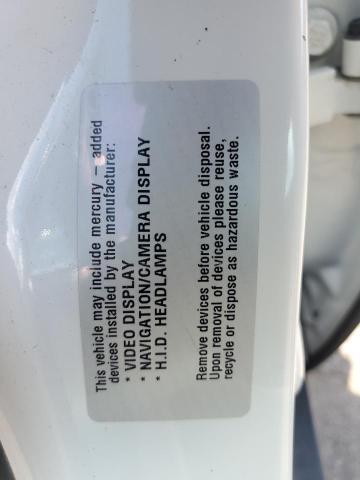 This vehicle may include mercury – added
devices installed by the manufacturer:
* VIDEO DISPLAY
* NAVIGATION/CAMERA DISPLAY
* H.I.D. HEADLAMPS
Remove devices before vehicle disposal.
Upon removal of devices please reuse,
recycle or dispose as hazardous waste.